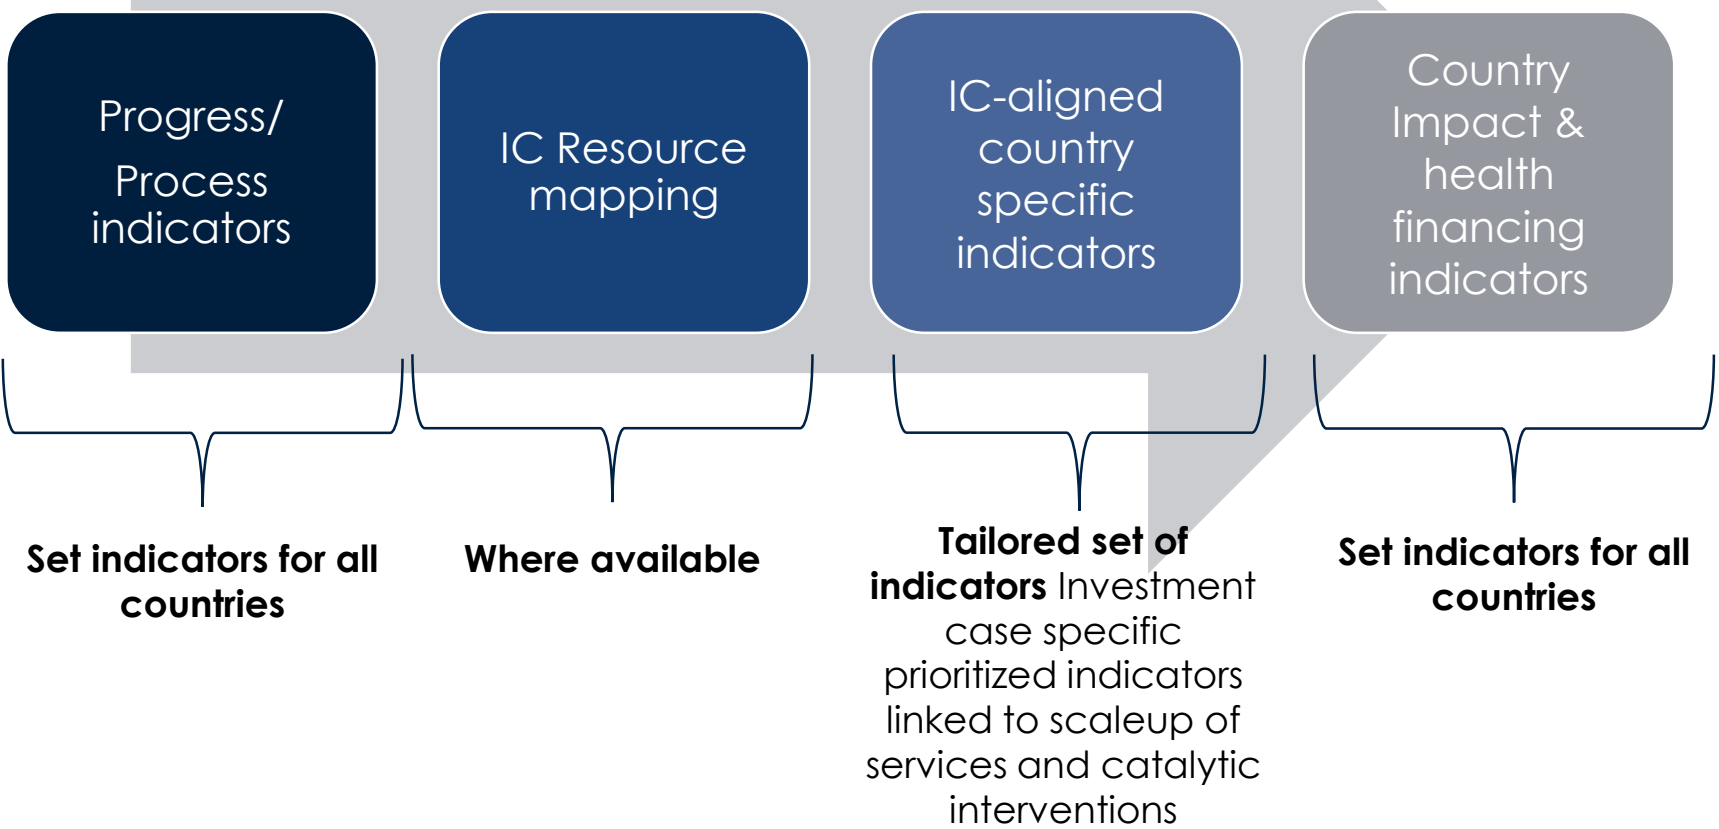 Progress/
Process
indicators
IC Resource
mapping
IC-aligned
country
specific
indicators
Country
Impact &
health
financing
indicators
Set indicators for all
countries
Where available
Tailored set of
indicators Investment
case specific
prioritized indicators
linked to scaleup of
services and catalytic
interventions
Set indicators for all
countries